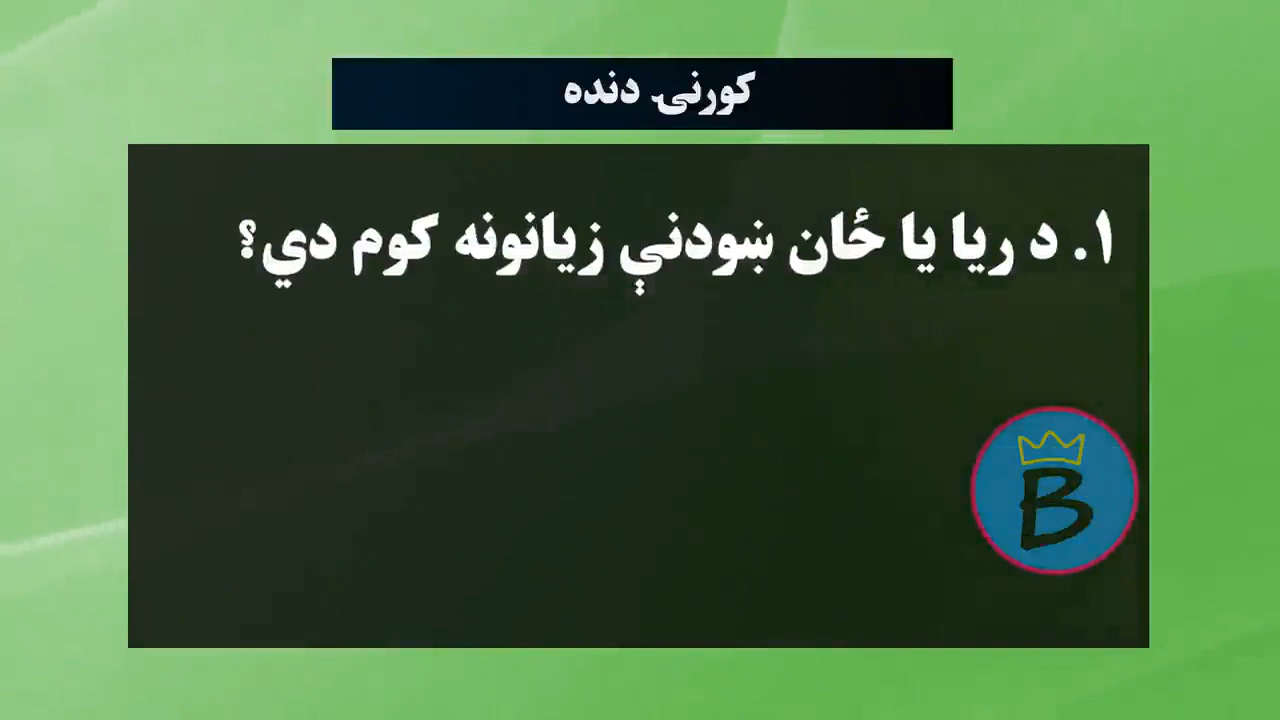 کورنۍ دنده
۱. د ریا یا ځان ښودنې زیانونه کوم دي؟
B